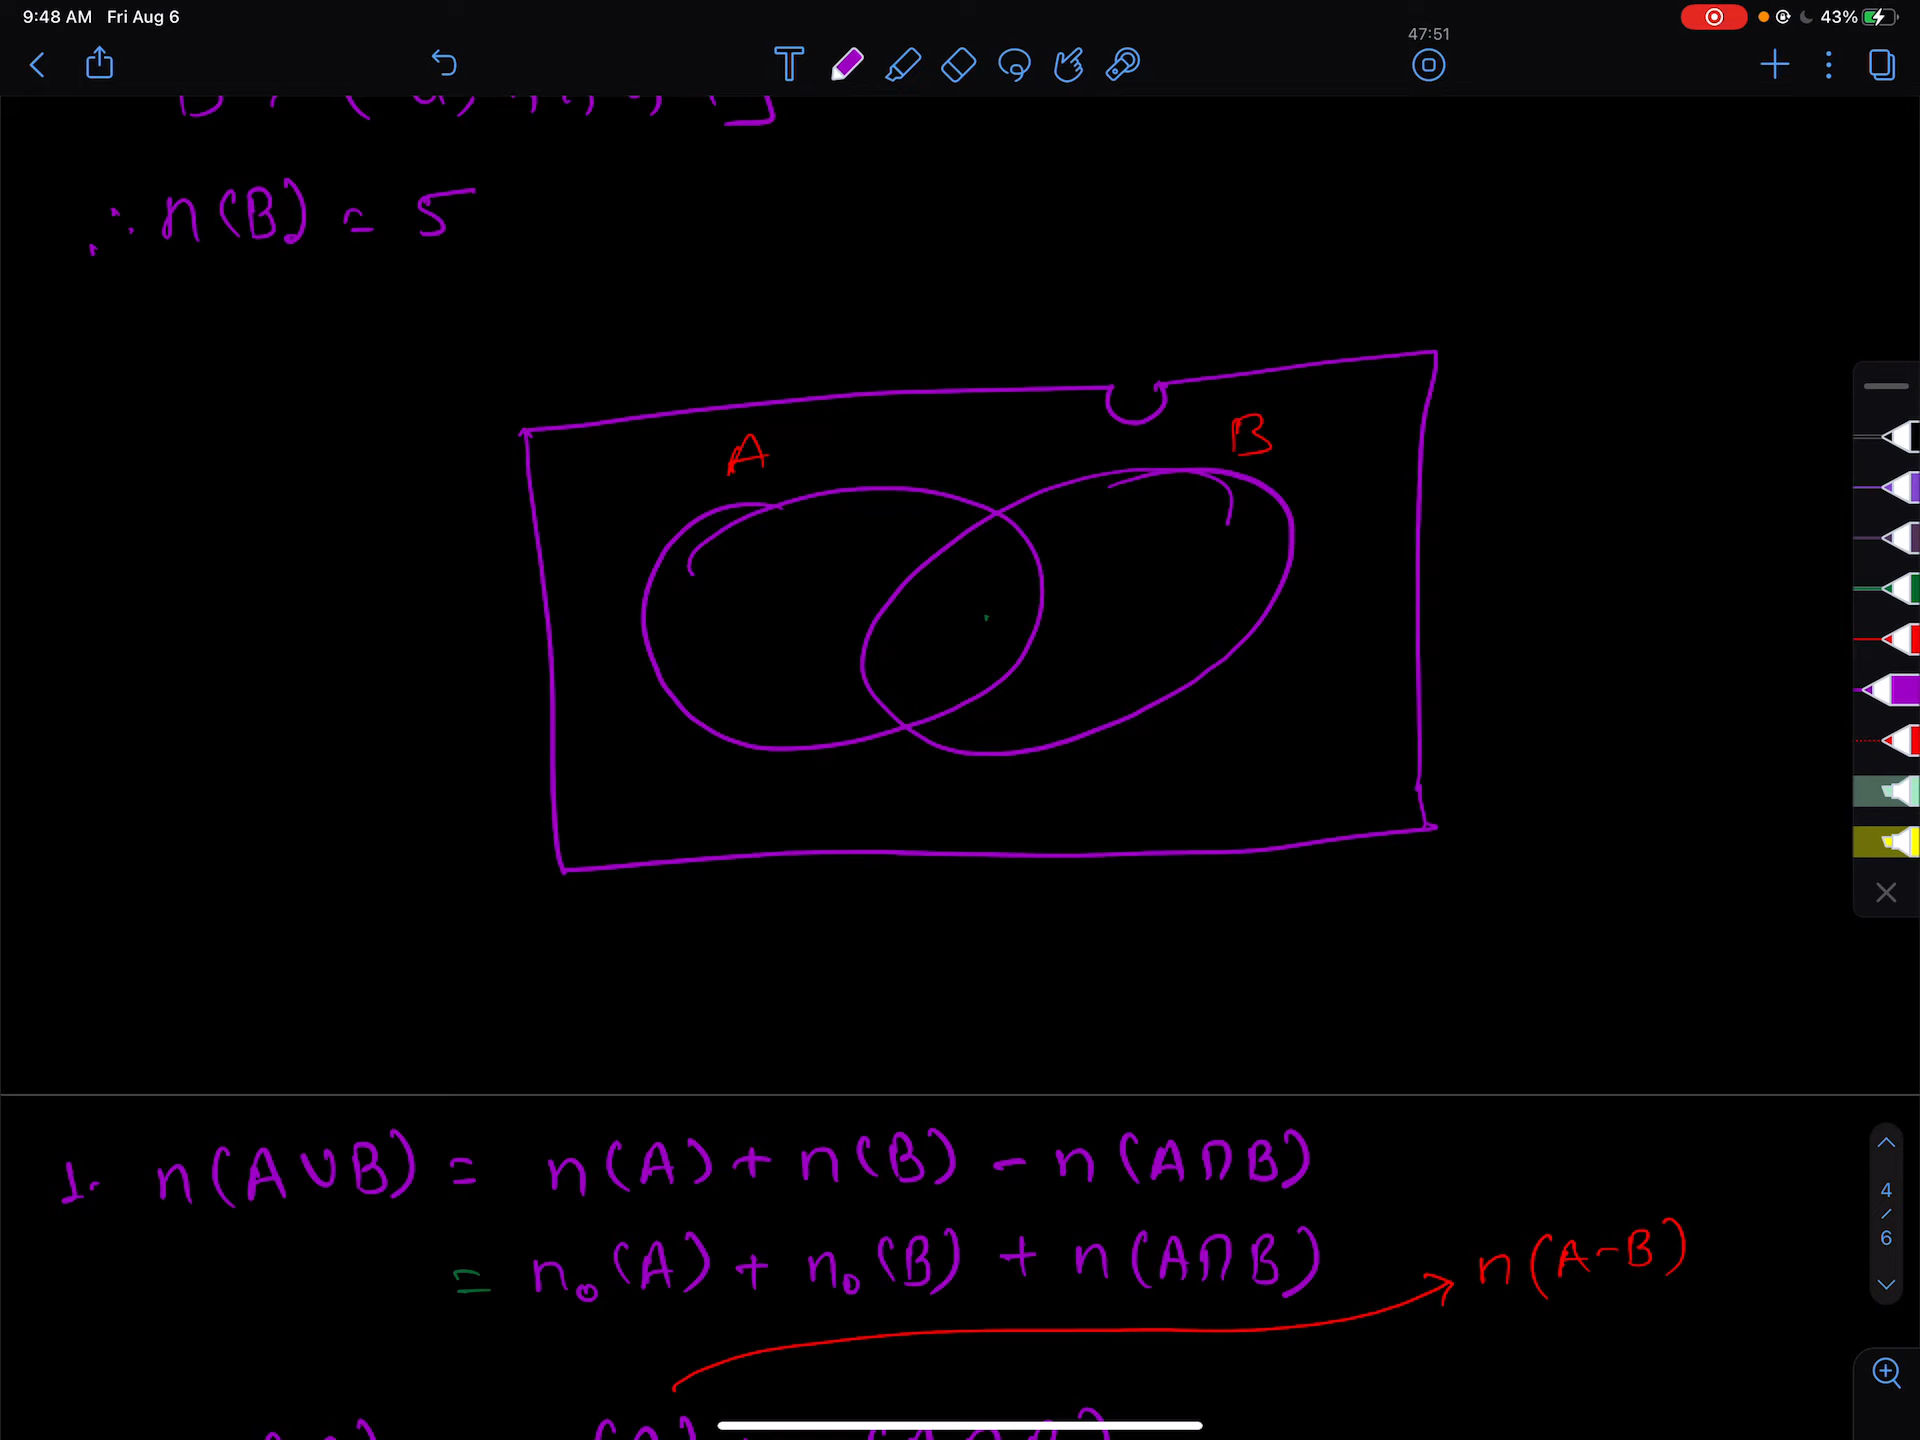 9:48 AM Fri Aug 6
43%
47:51
∴ n(B) = 5
A
B
1. n(A∪B) = n(A) + n(B) - n(A∩B)
= n₀(A) + n₀(B) + n(A∩B)
n(A-B)
4
/
6